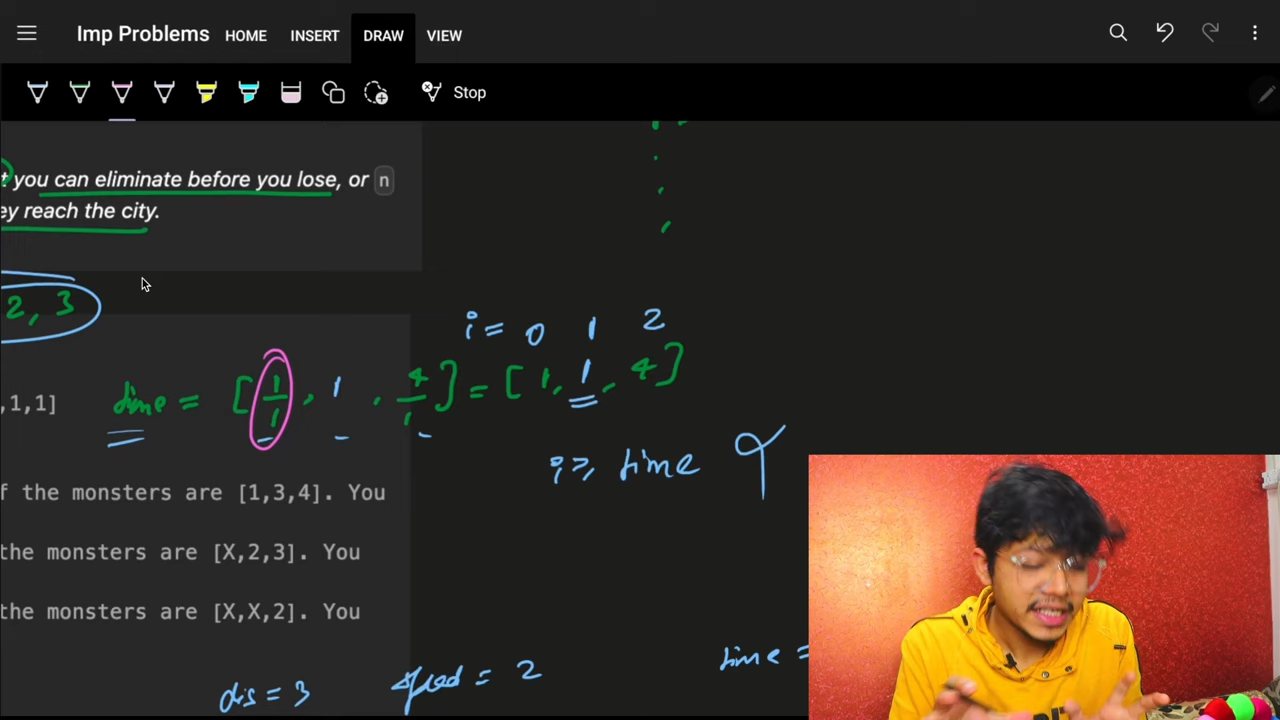 Imp Problems HOME INSERT DRAW VIEW
Stop
t you can eliminate before you lose, or n
ey reach the city.
2, 3
i = 0 1 2
,1,1] time = [ 1/1 , 1 , 4/1 ] = [ 1, 1, 4 ]
i >= time
f the monsters are [1,3,4]. You
the monsters are [X,2,3]. You
the monsters are [X,X,2]. You
time =
dis = 3 speed = 2